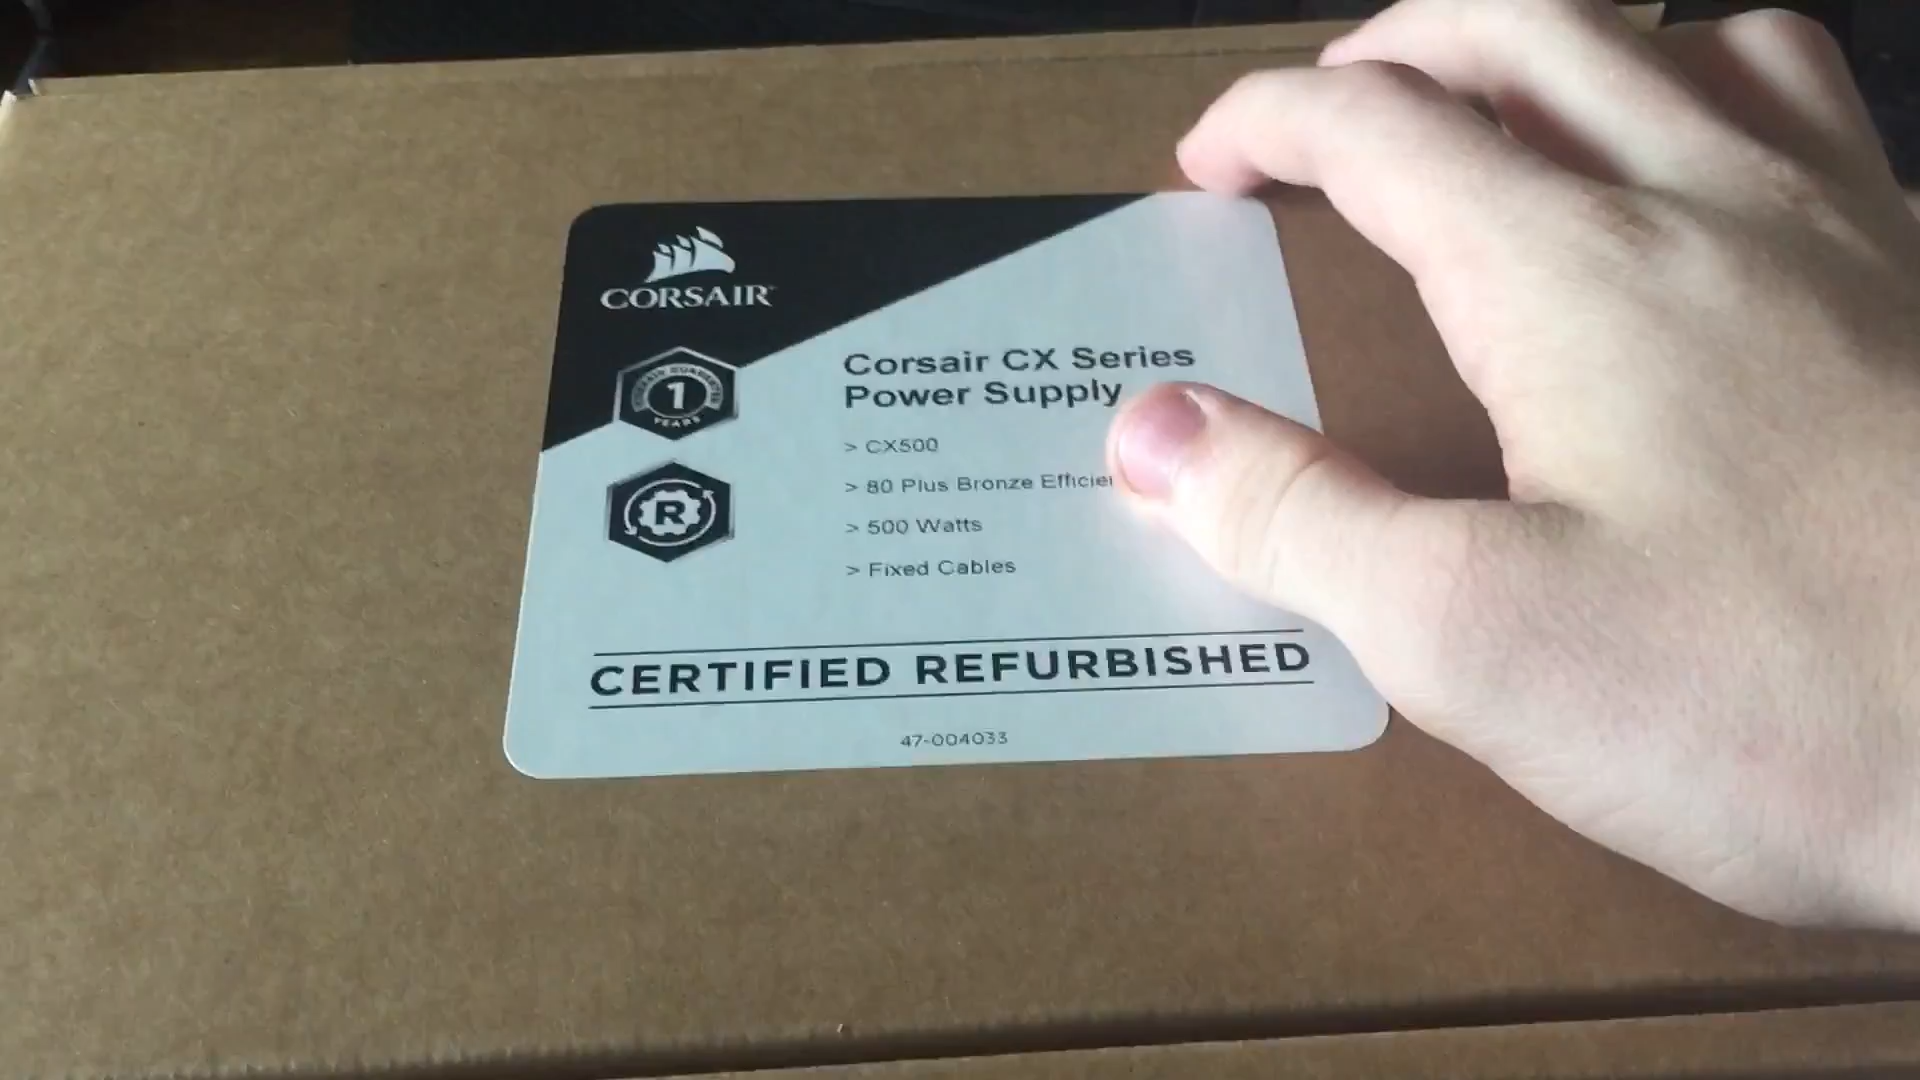 CORSAIR
Corsair CX Series
Power Supply
1
YEARS
> CX500
> 80 Plus Bronze
> 500 Watts
> Fixed Cables
R
CERTIFIED REFURBISHED
47-004033